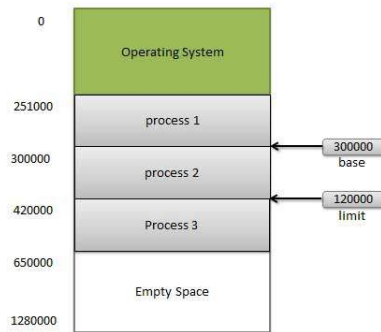 0
Operating System
251000
process 1
300000
base
300000
process 2
120000
limit
420000
Process 3
650000
Empty Space
1280000